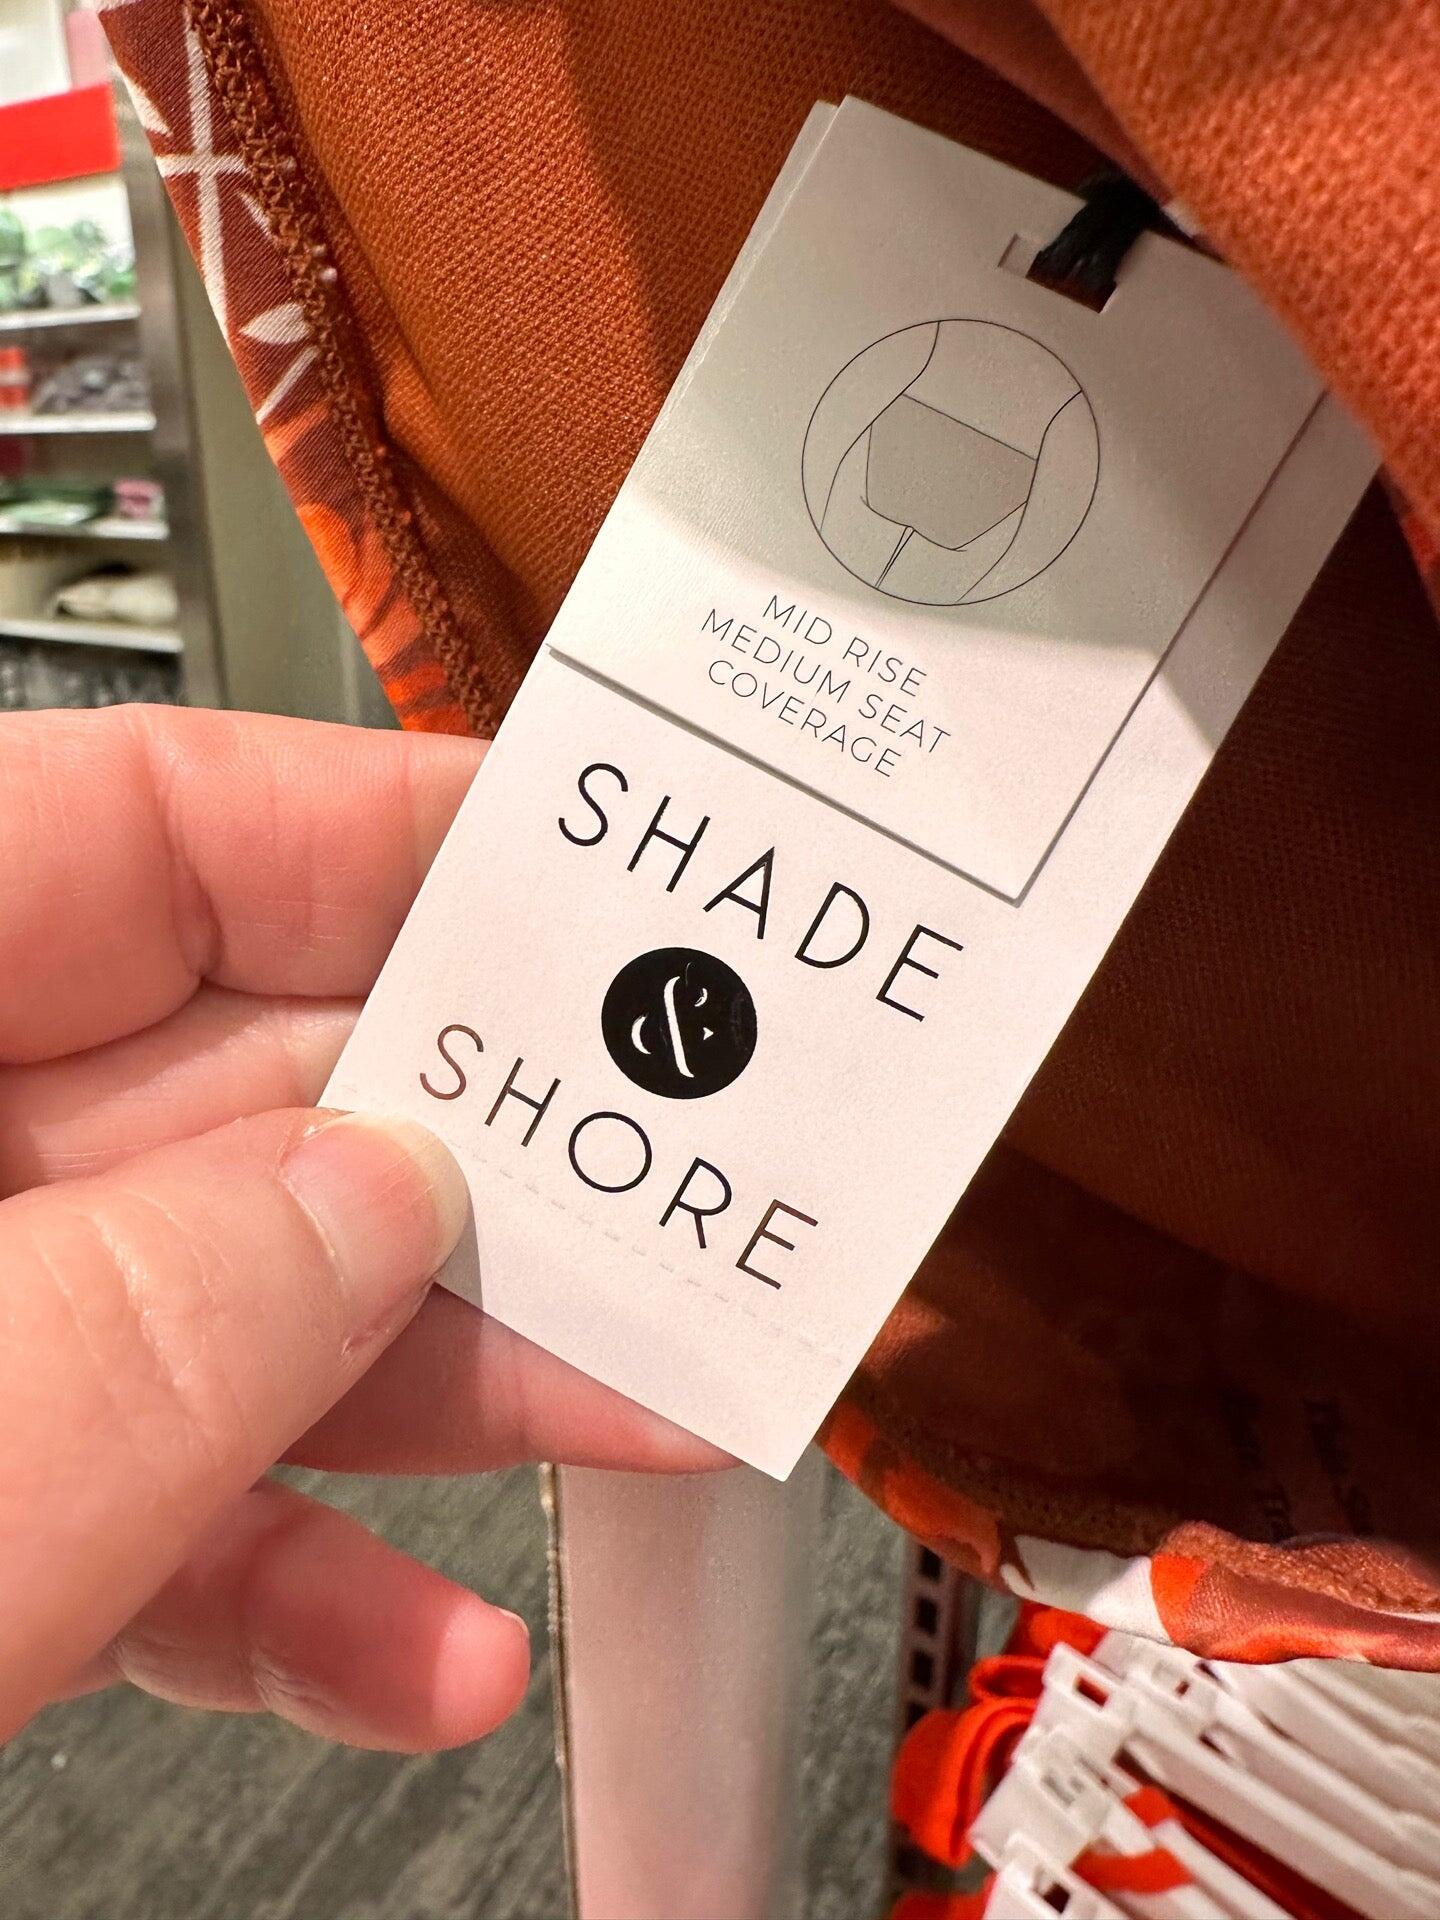 MID RISE
MEDIUM SEAT
COVERAGE
SHADE
&
SHORE